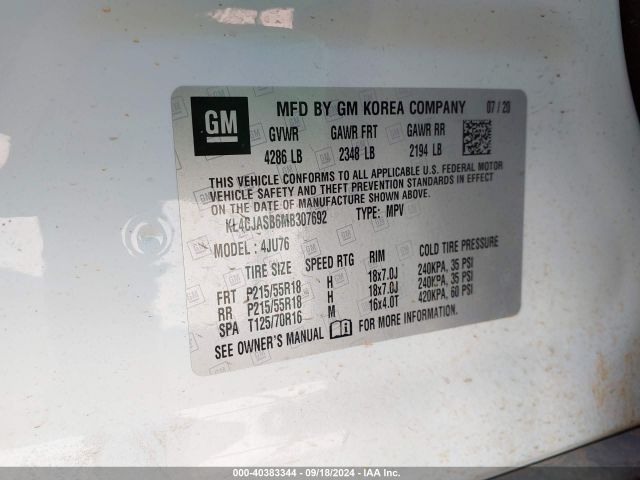 GM
MFD BY GM KOREA COMPANY 07 / 20
GVWR GAWR FRT GAWR RR
4286 LB 2348 LB 2194 LB
THIS VEHICLE CONFORMS TO ALL APPLICABLE U.S. FEDERAL MOTOR
VEHICLE SAFETY AND THEFT PREVENTION STANDARDS IN EFFECT
ON THE DATE OF MANUFACTURE SHOWN ABOVE.
KL4CJASB6MB307692 TYPE: MPV
MODEL: 4JU76
TIRE SIZE SPEED RTG RIM COLD TIRE PRESSURE
FRT P215/55R18 H 18x7.0J 240KPA, 35 PSI
RR P215/55R18 H 18x7.0J 240KPA, 35 PSI
SPA T125/70R16 M 16x4.0T 420KPA, 60 PSI
SEE OWNER'S MANUAL FOR MORE INFORMATION.
000-40383344 - 09/18/2024 - IAA Inc.